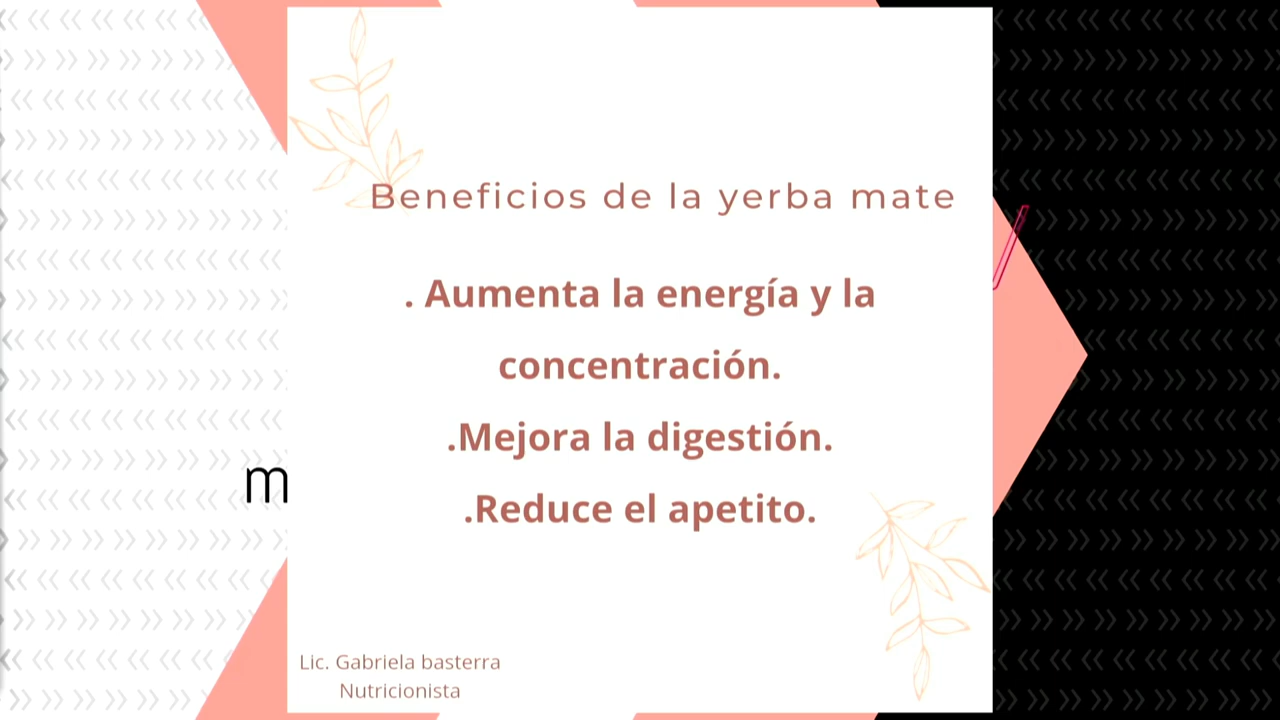 Beneficios de la yerba mate
. Aumenta la energía y la
concentración.
.Mejora la digestión.
.Reduce el apetito.
m
Lic. Gabriela basterra
Nutricionista